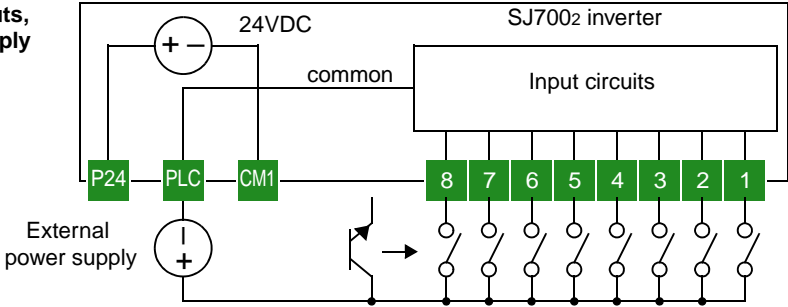 24VDC
SJ7002 inverter
ply
+ −
common
Input circuits
P24 PLC CM1 8 7 6 5 4 3 2 1
External
power supply
−
+